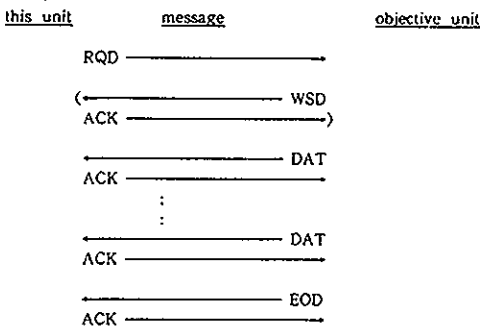 this unit message objective unit
RQD
( WSD
ACK )
DAT
ACK
:
:
DAT
ACK
EOD
ACK